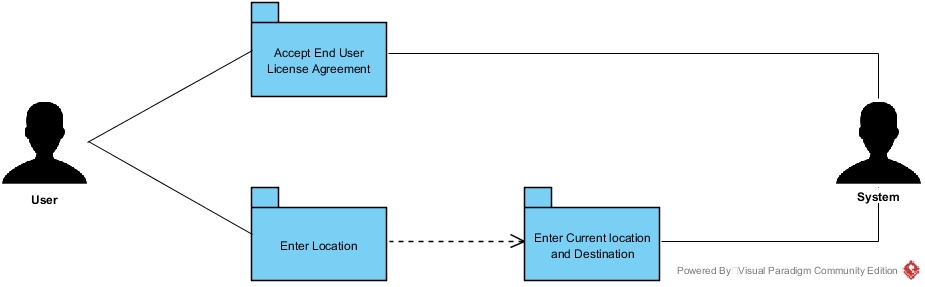 Accept End User
License Agreement
User
System
Enter Location
Enter Current location
and Destination
Powered By Visual Paradigm Community Edition